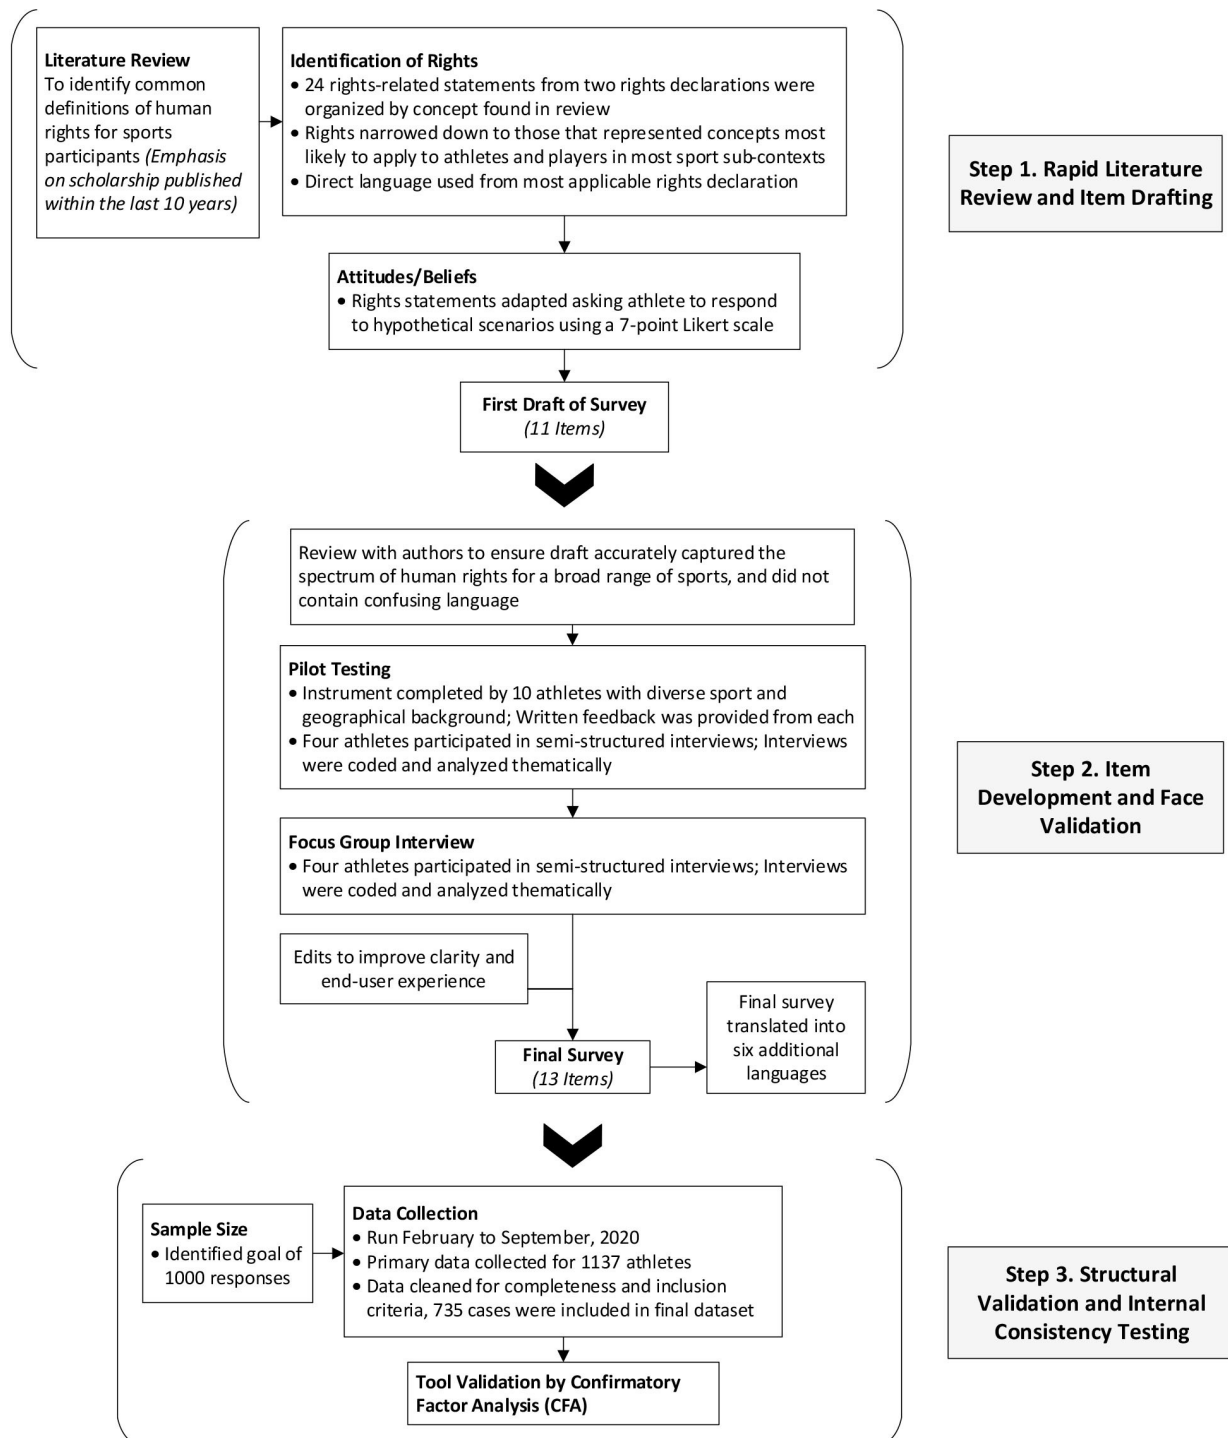 Literature Review
To identify common
definitions of human
rights for sports
participants (Emphasis
on scholarship published
within the last 10 years)
Identification of Rights
• 24 rights-related statements from two rights declarations were
organized by concept found in review
• Rights narrowed down to those that represented concepts most
likely to apply to athletes and players in most sport sub-contexts
• Direct language used from most applicable rights declaration
Attitudes/Beliefs
• Rights statements adapted asking athlete to respond
to hypothetical scenarios using a 7-point Likert scale
First Draft of Survey
(11 Items)
Step 1. Rapid Literature
Review and Item Drafting
Review with authors to ensure draft accurately captured the
spectrum of human rights for a broad range of sports, and did not
contain confusing language
Pilot Testing
• Instrument completed by 10 athletes with diverse sport and
geographical background; Written feedback was provided from each
• Four athletes participated in semi-structured interviews; Interviews
were coded and analyzed thematically
Focus Group Interview
• Four athletes participated in semi-structured interviews; Interviews
were coded and analyzed thematically
Edits to improve clarity and
end-user experience
Final Survey
(13 Items)
Final survey
translated into
six additional
languages
Step 2. Item
Development and Face
Validation
Sample Size
• Identified goal of
1000 responses
Data Collection
• Run February to September, 2020
• Primary data collected for 1137 athletes
• Data cleaned for completeness and inclusion
criteria, 735 cases were included in final dataset
Tool Validation by Confirmatory
Factor Analysis (CFA)
Step 3. Structural
Validation and Internal
Consistency Testing